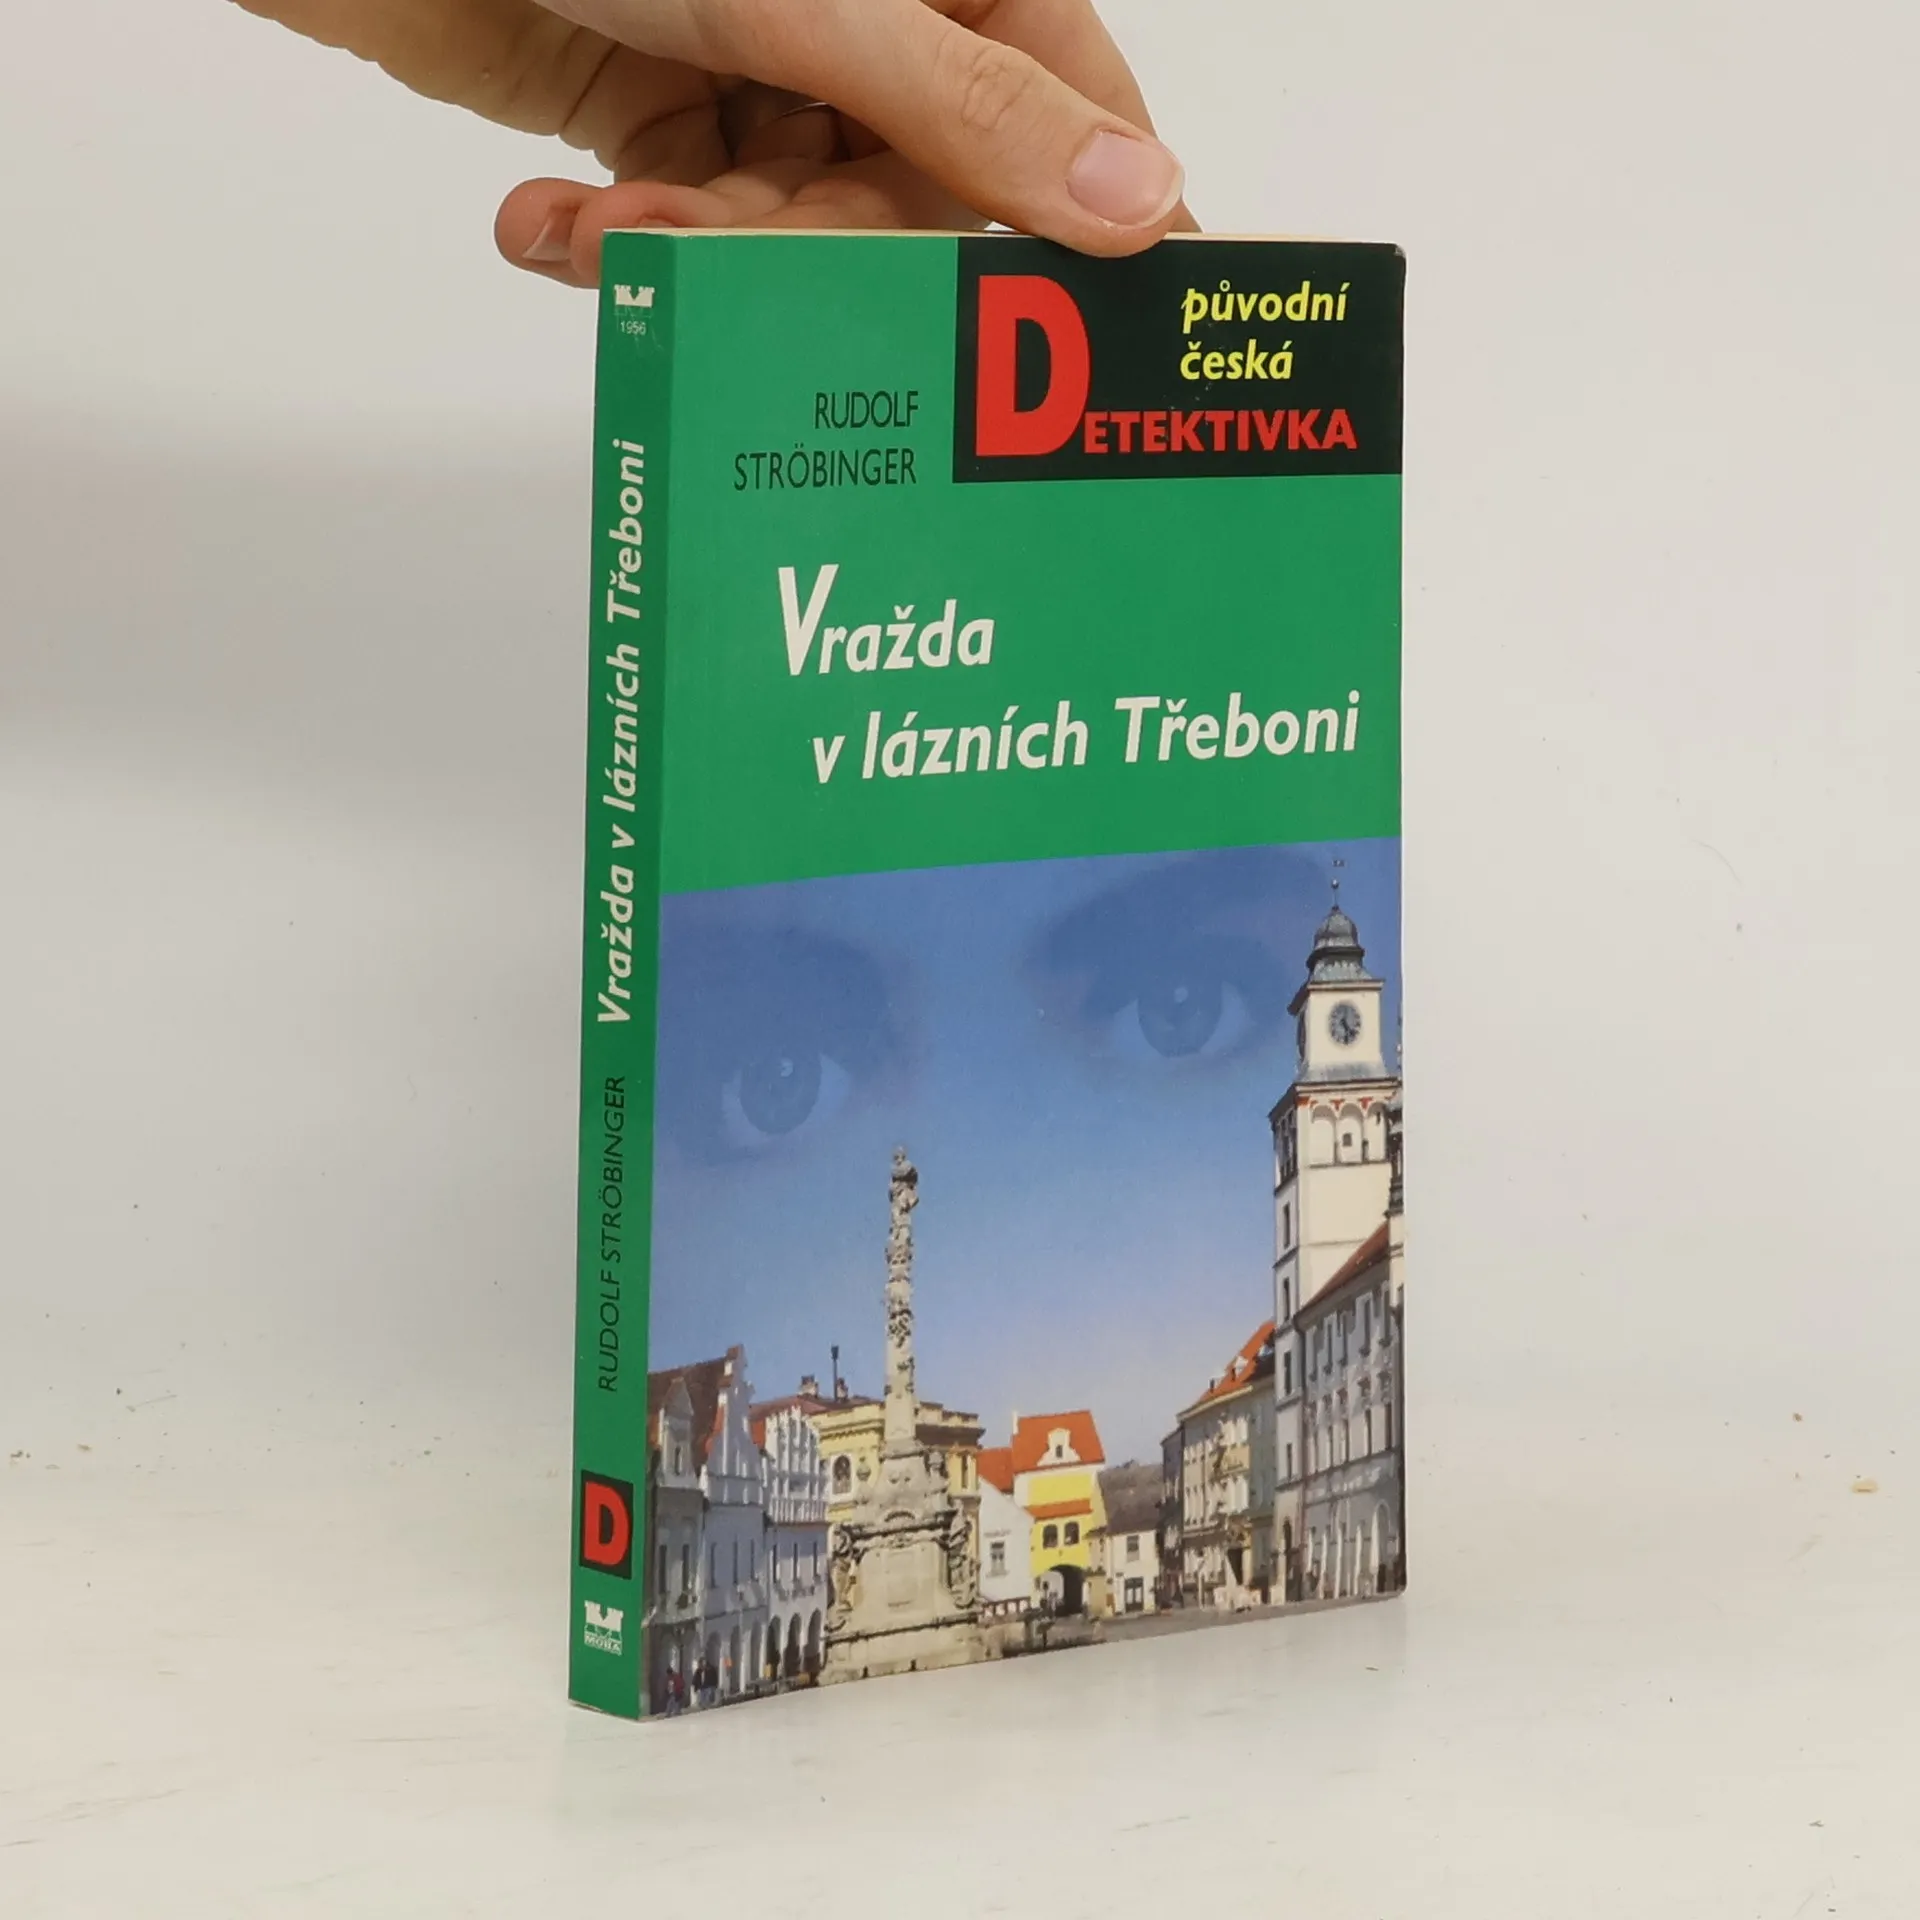 1956
Vražda v lázních Třeboni
RUDOLF STRÖBINGER
D
MOBA
původní
česká
DETEKTIVKA
RUDOLF
STRÖBINGER
Vražda
v lázních Třeboni